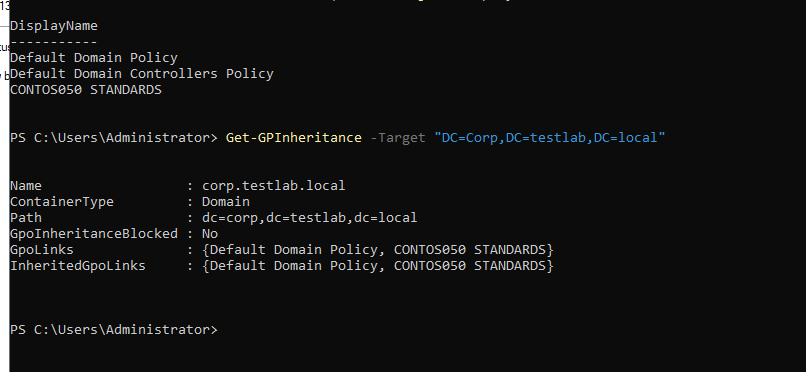 13
DisplayName
-----------
Default Domain Policy
Default Domain Controllers Policy
CONTOS050 STANDARDS
PS C:\Users\Administrator> Get-GPInheritance -Target "DC=Corp,DC=testlab,DC=local"
Name                  : corp.testlab.local
ContainerType         : Domain
Path                  : dc=corp,dc=testlab,dc=local
GpoInheritanceBlocked : No
GpoLinks              : {Default Domain Policy, CONTOS050 STANDARDS}
InheritedGpoLinks     : {Default Domain Policy, CONTOS050 STANDARDS}
PS C:\Users\Administrator>